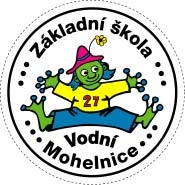 Základní škola
27
Vodní
Mohelnice